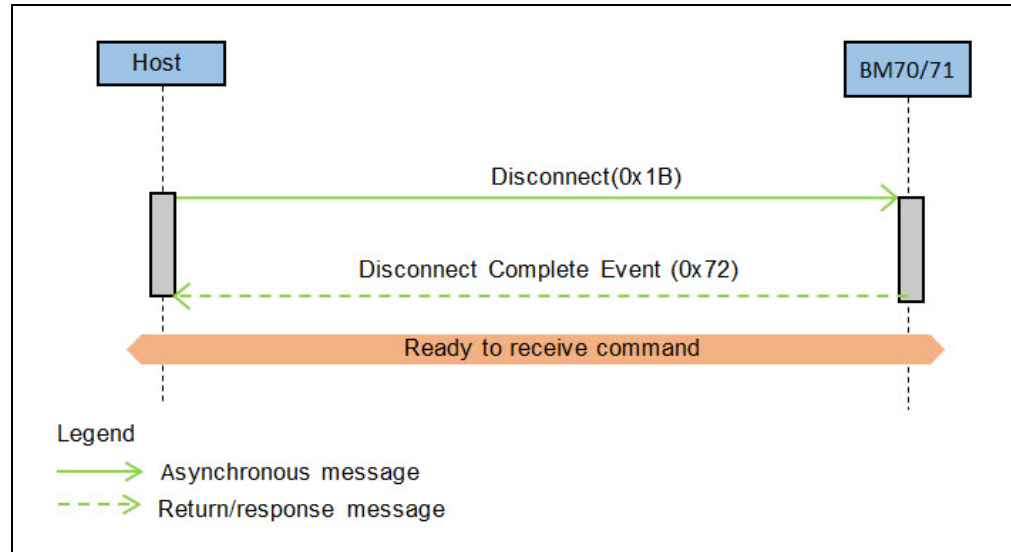 Host
BM70/71
Disconnect(0x1B)
Disconnect Complete Event (0x72)
Ready to receive command
Legend
Asynchronous message
Return/response message